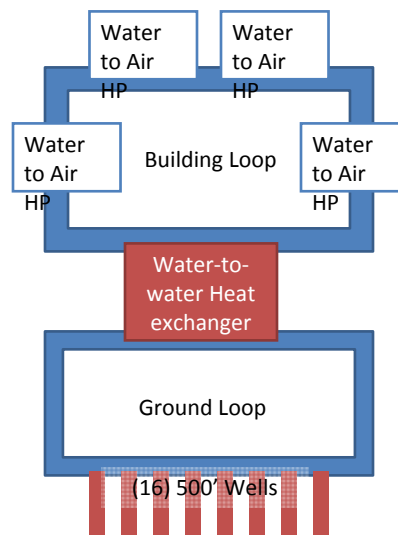 Water
to Air
HP
Water
to Air
HP
Water
to Air
HP
Building Loop
Water
to Air
HP
Water-to-
water Heat
exchanger
Ground Loop
(16) 500' Wells